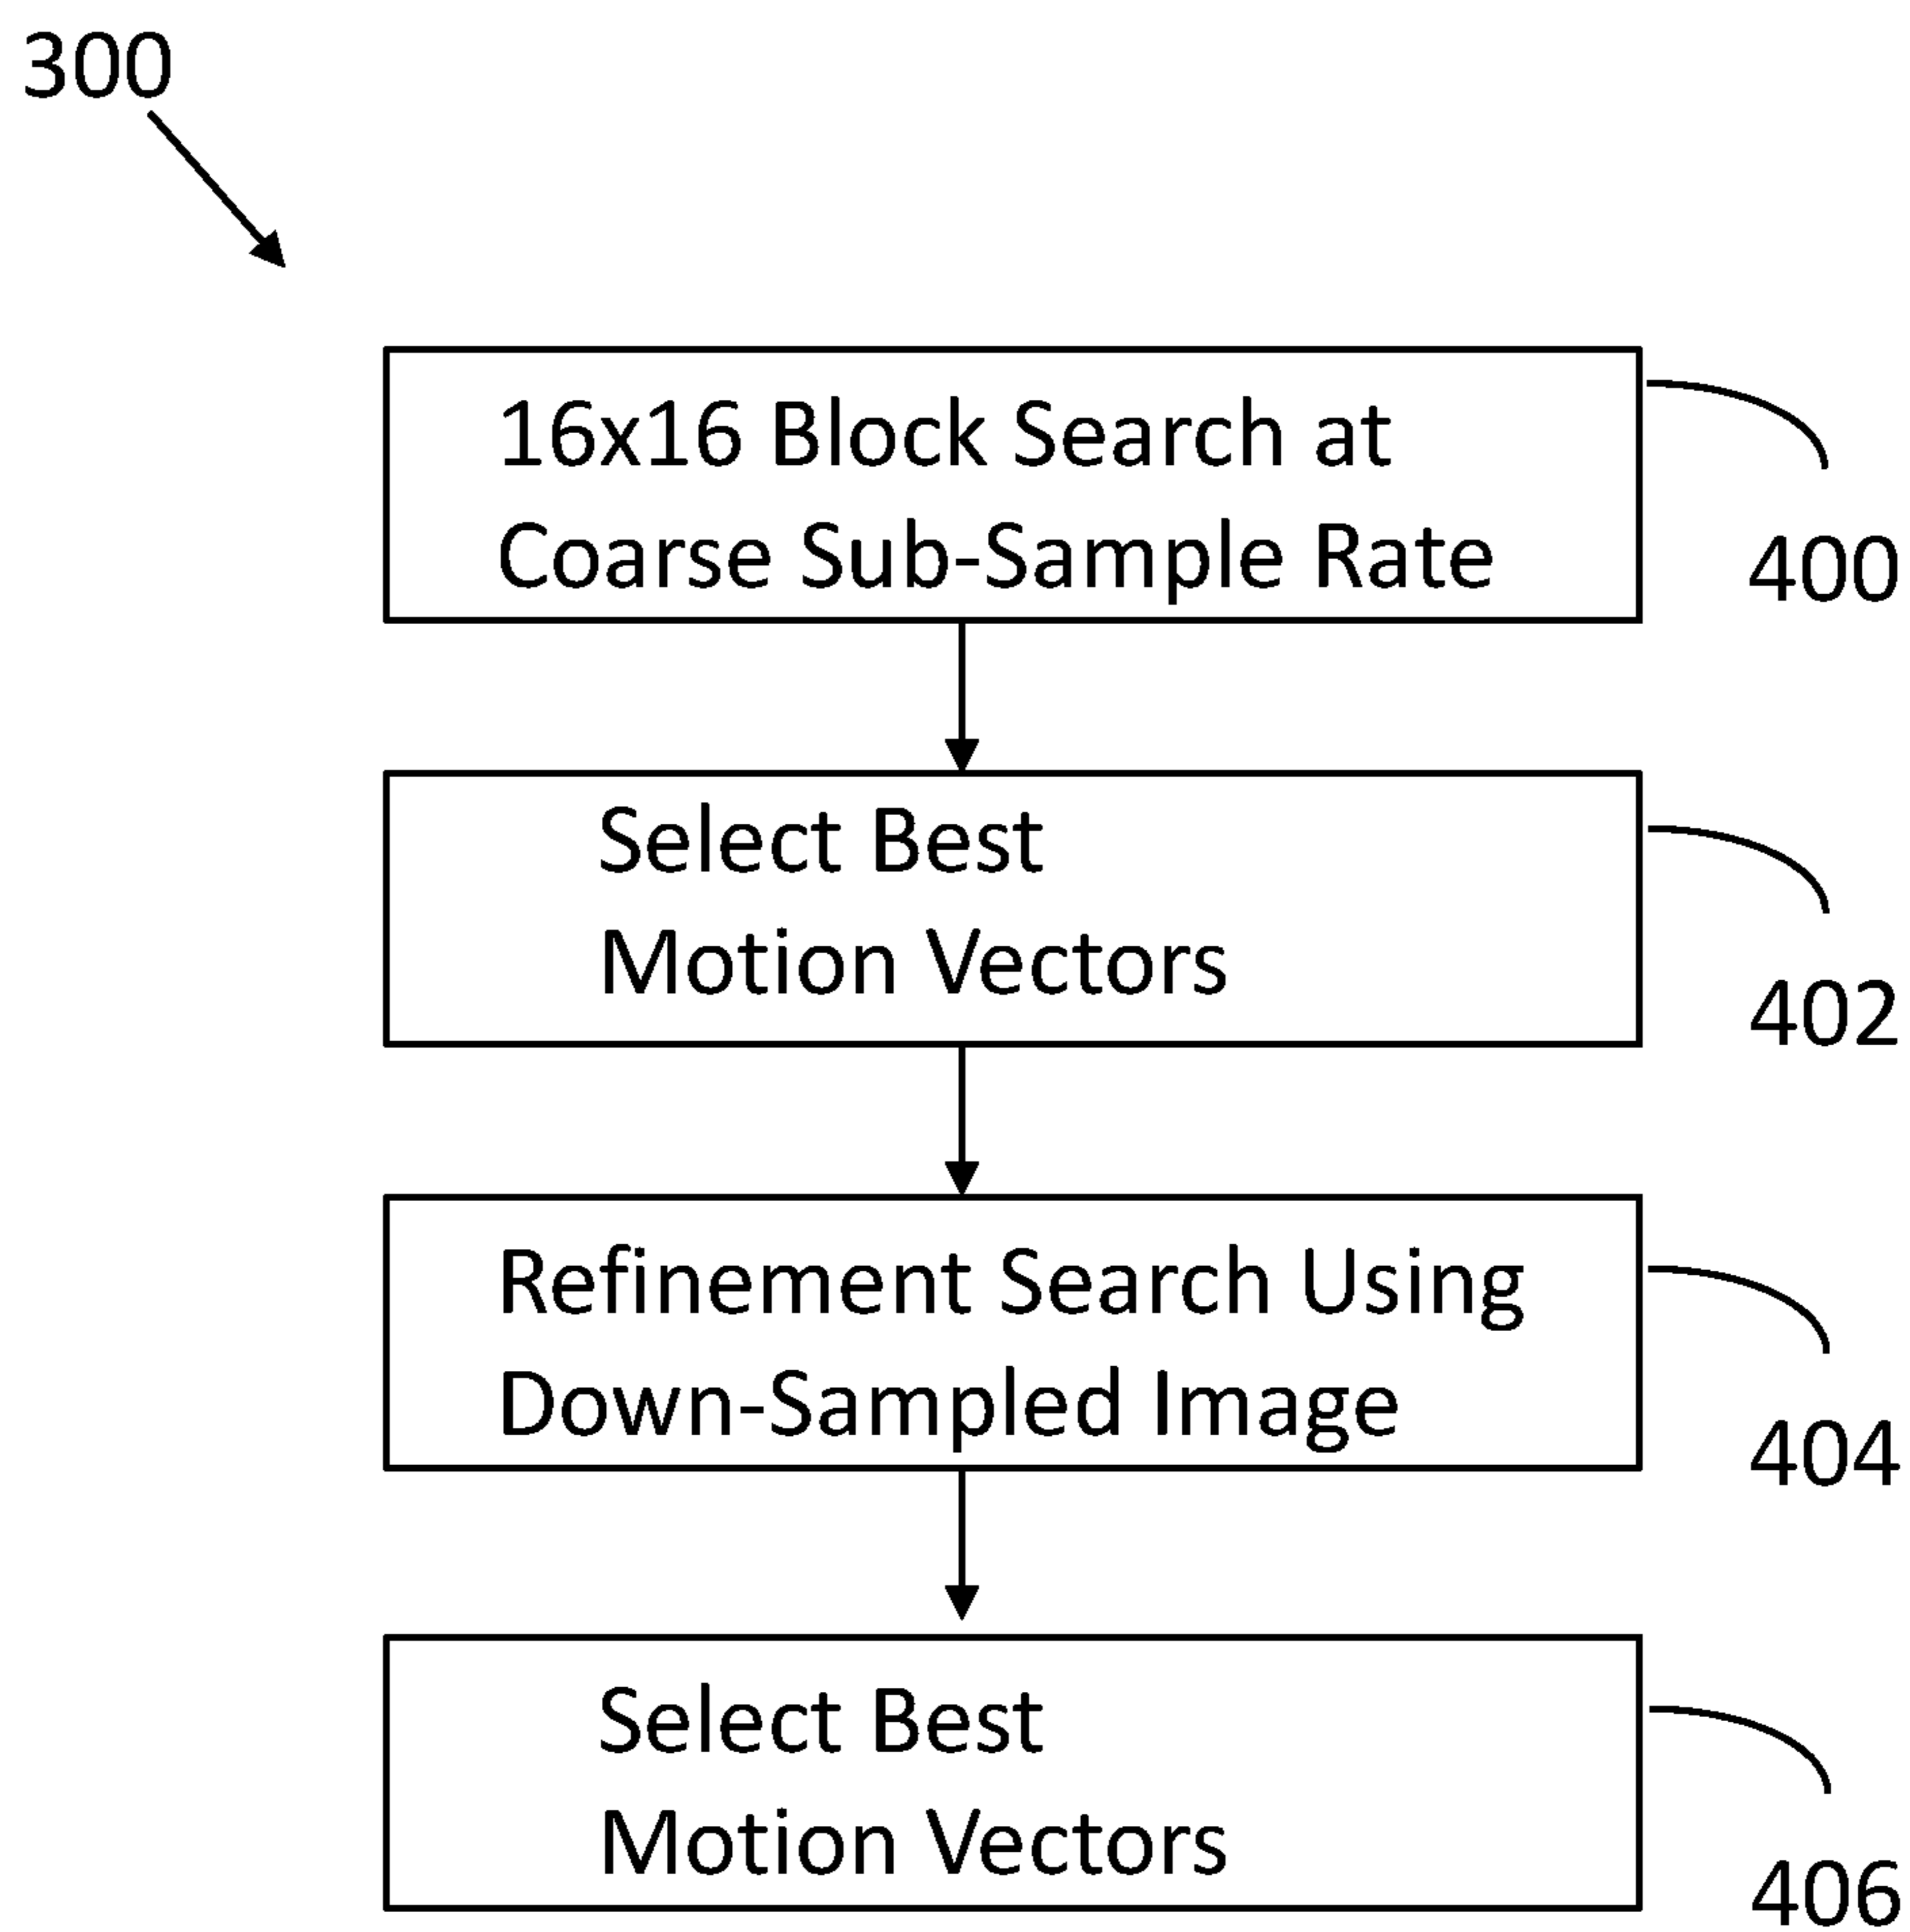 300
16x16 Block Search at
Coarse Sub-Sample Rate
400
Select Best
Motion Vectors
402
Refinement Search Using
Down-Sampled Image
404
Select Best
Motion Vectors
406